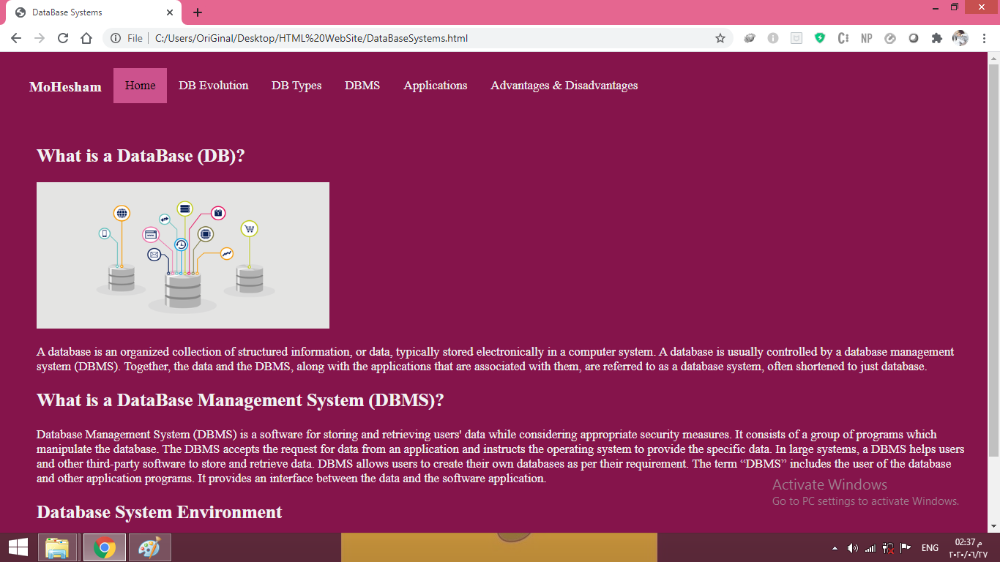 DataBase Systems
File
C:/Users/OriGinal/Desktop/HTML%20WebSite/DataBaseSystems.html
NP
MoHesham Home DB Evolution DB Types DBMS Applications Advantages & Disadvantages
What is a DataBase (DB)?
A database is an organized collection of structured information, or data, typically stored electronically in a computer system. A database is usually controlled by a database management
system (DBMS). Together, the data and the DBMS, along with the applications that are associated with them, are referred to as a database system, often shortened to just database.
What is a DataBase Management System (DBMS)?
Database Management System (DBMS) is a software for storing and retrieving users' data while considering appropriate security measures. It consists of a group of programs which
manipulate the database. The DBMS accepts the request for data from an application and instructs the operating system to provide the specific data. In large systems, a DBMS helps users
and other third-party software to store and retrieve data. DBMS allows users to create their own databases as per their requirement. The term “DBMS” includes the user of the database
and other application programs. It provides an interface between the data and the software application.
Activate Windows
Go to PC settings to activate Windows.
Database System Environment
ENG
02:37 م
٢٠٢٠/٠٦/٢٧